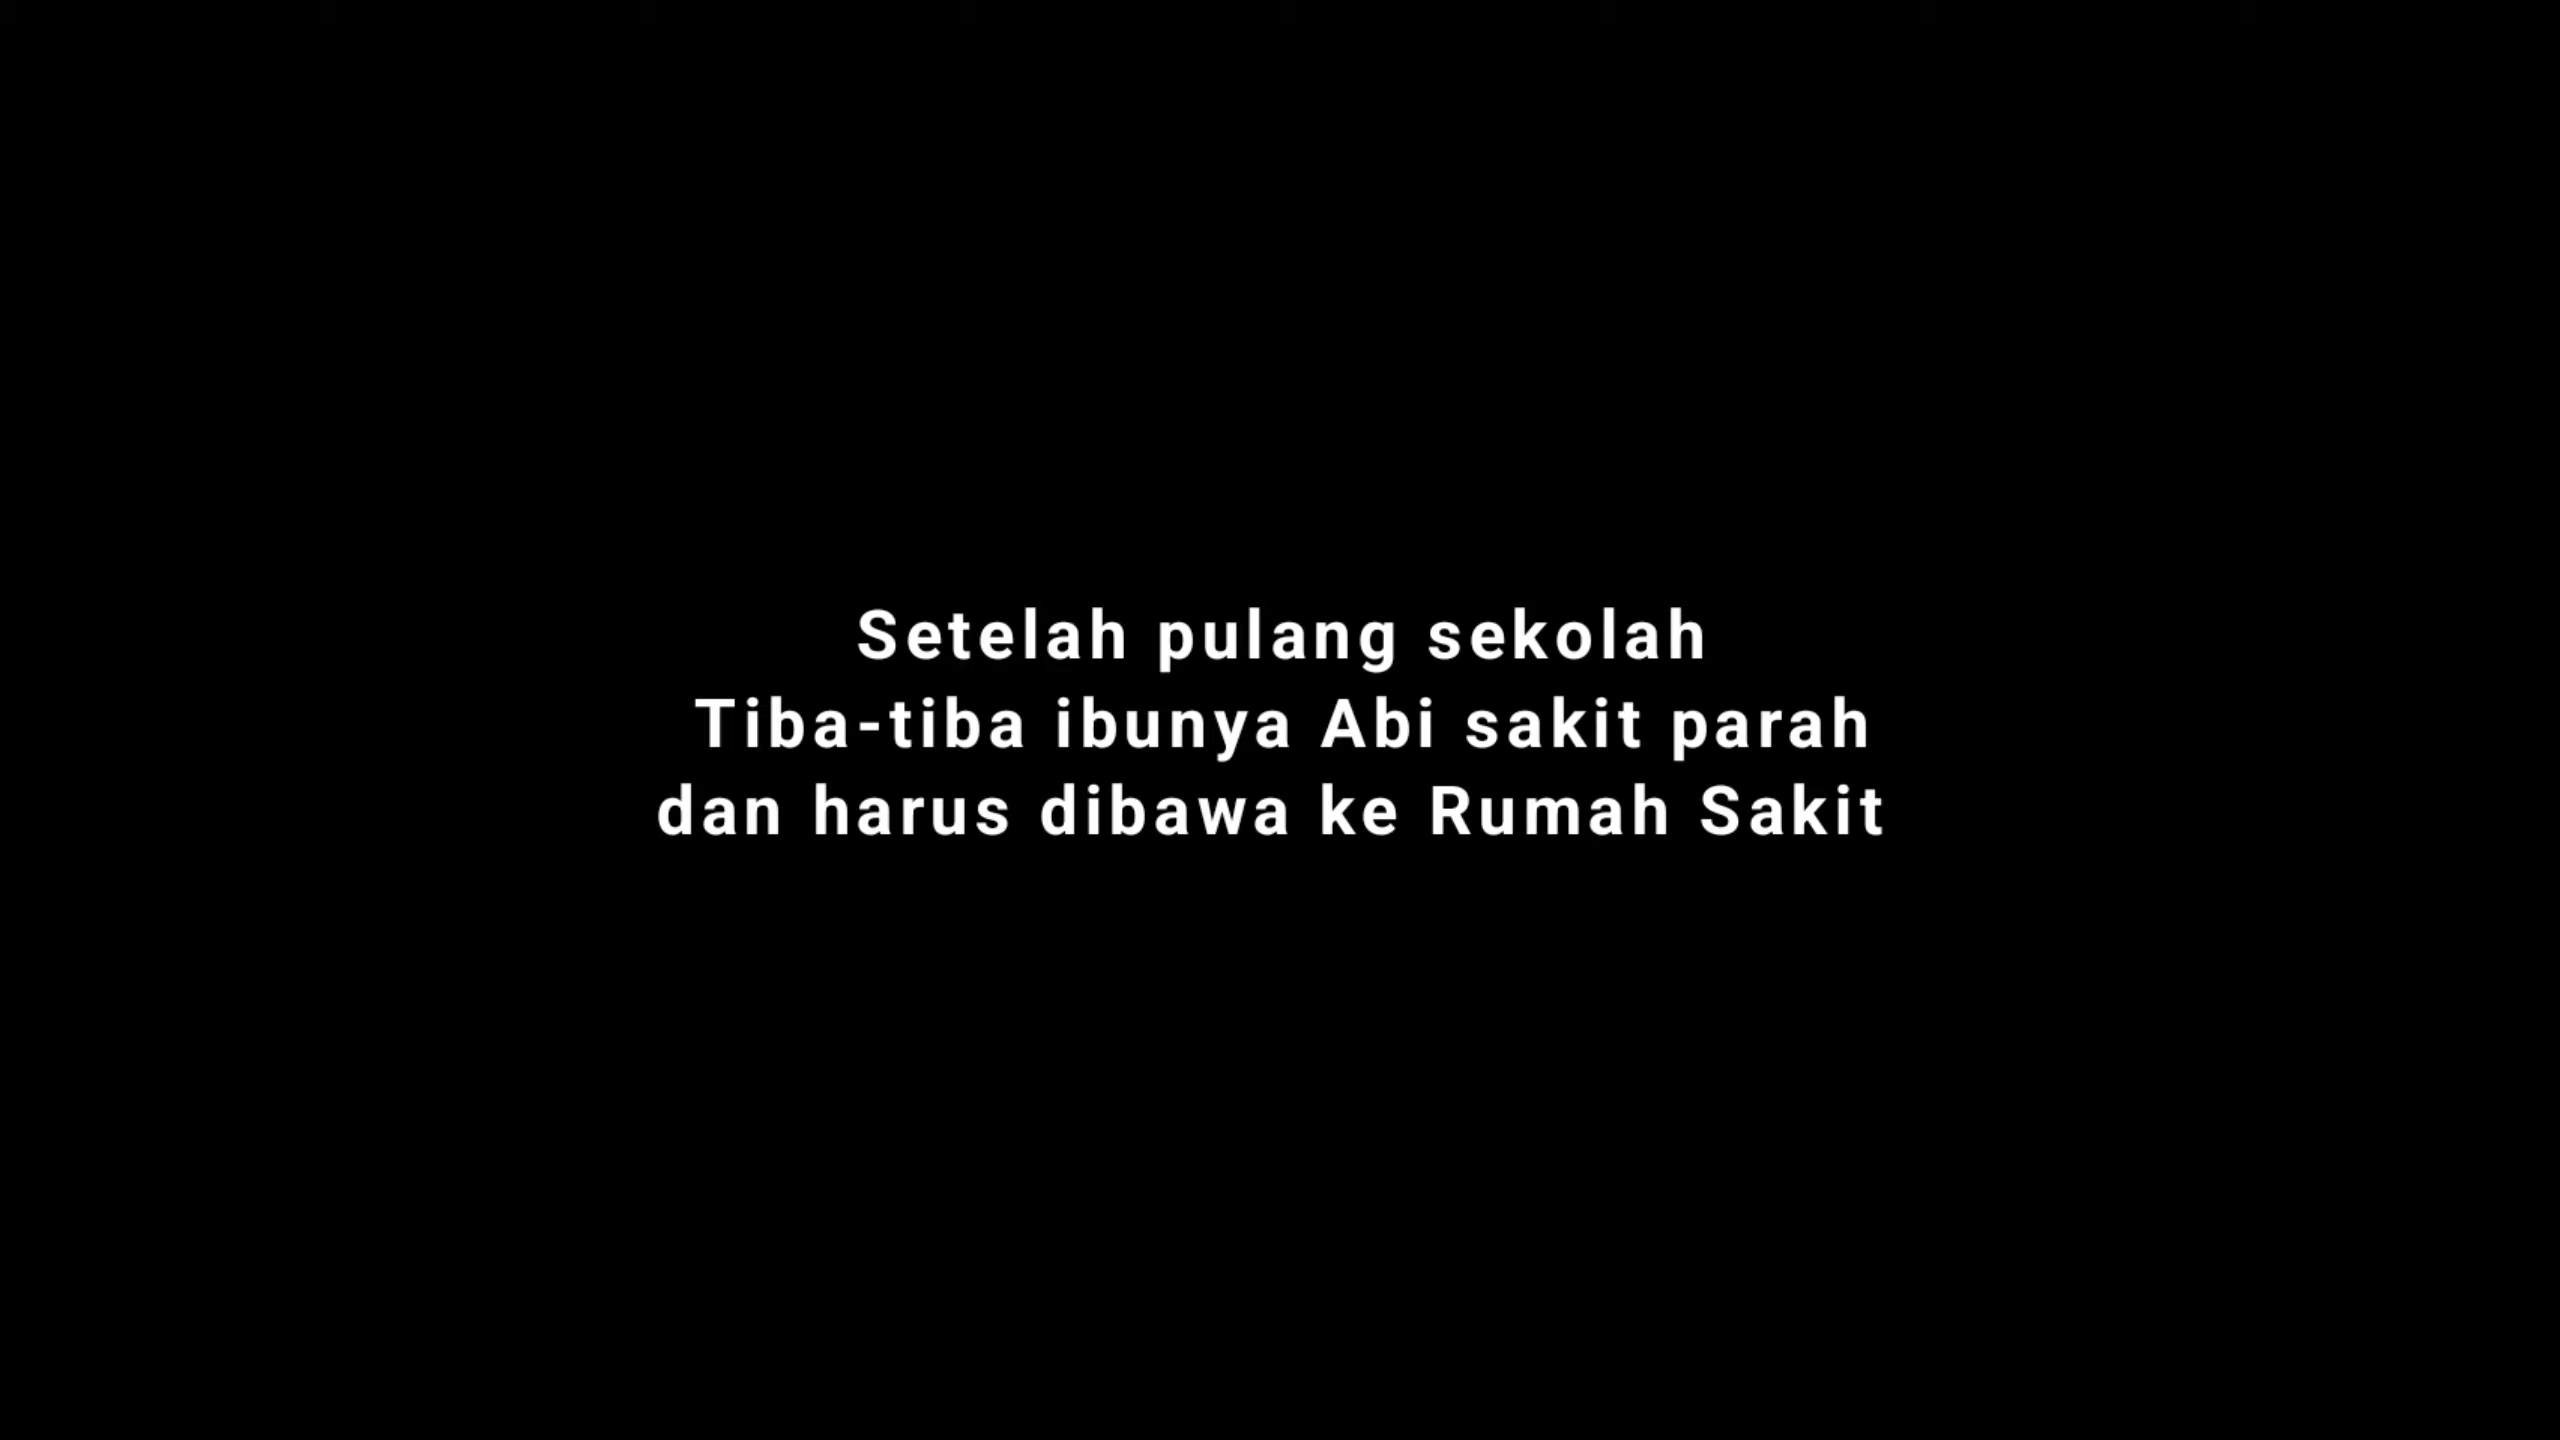 Setelah pulang sekolah
Tiba-tiba ibunya Abi sakit parah
dan harus dibawa ke Rumah Sakit